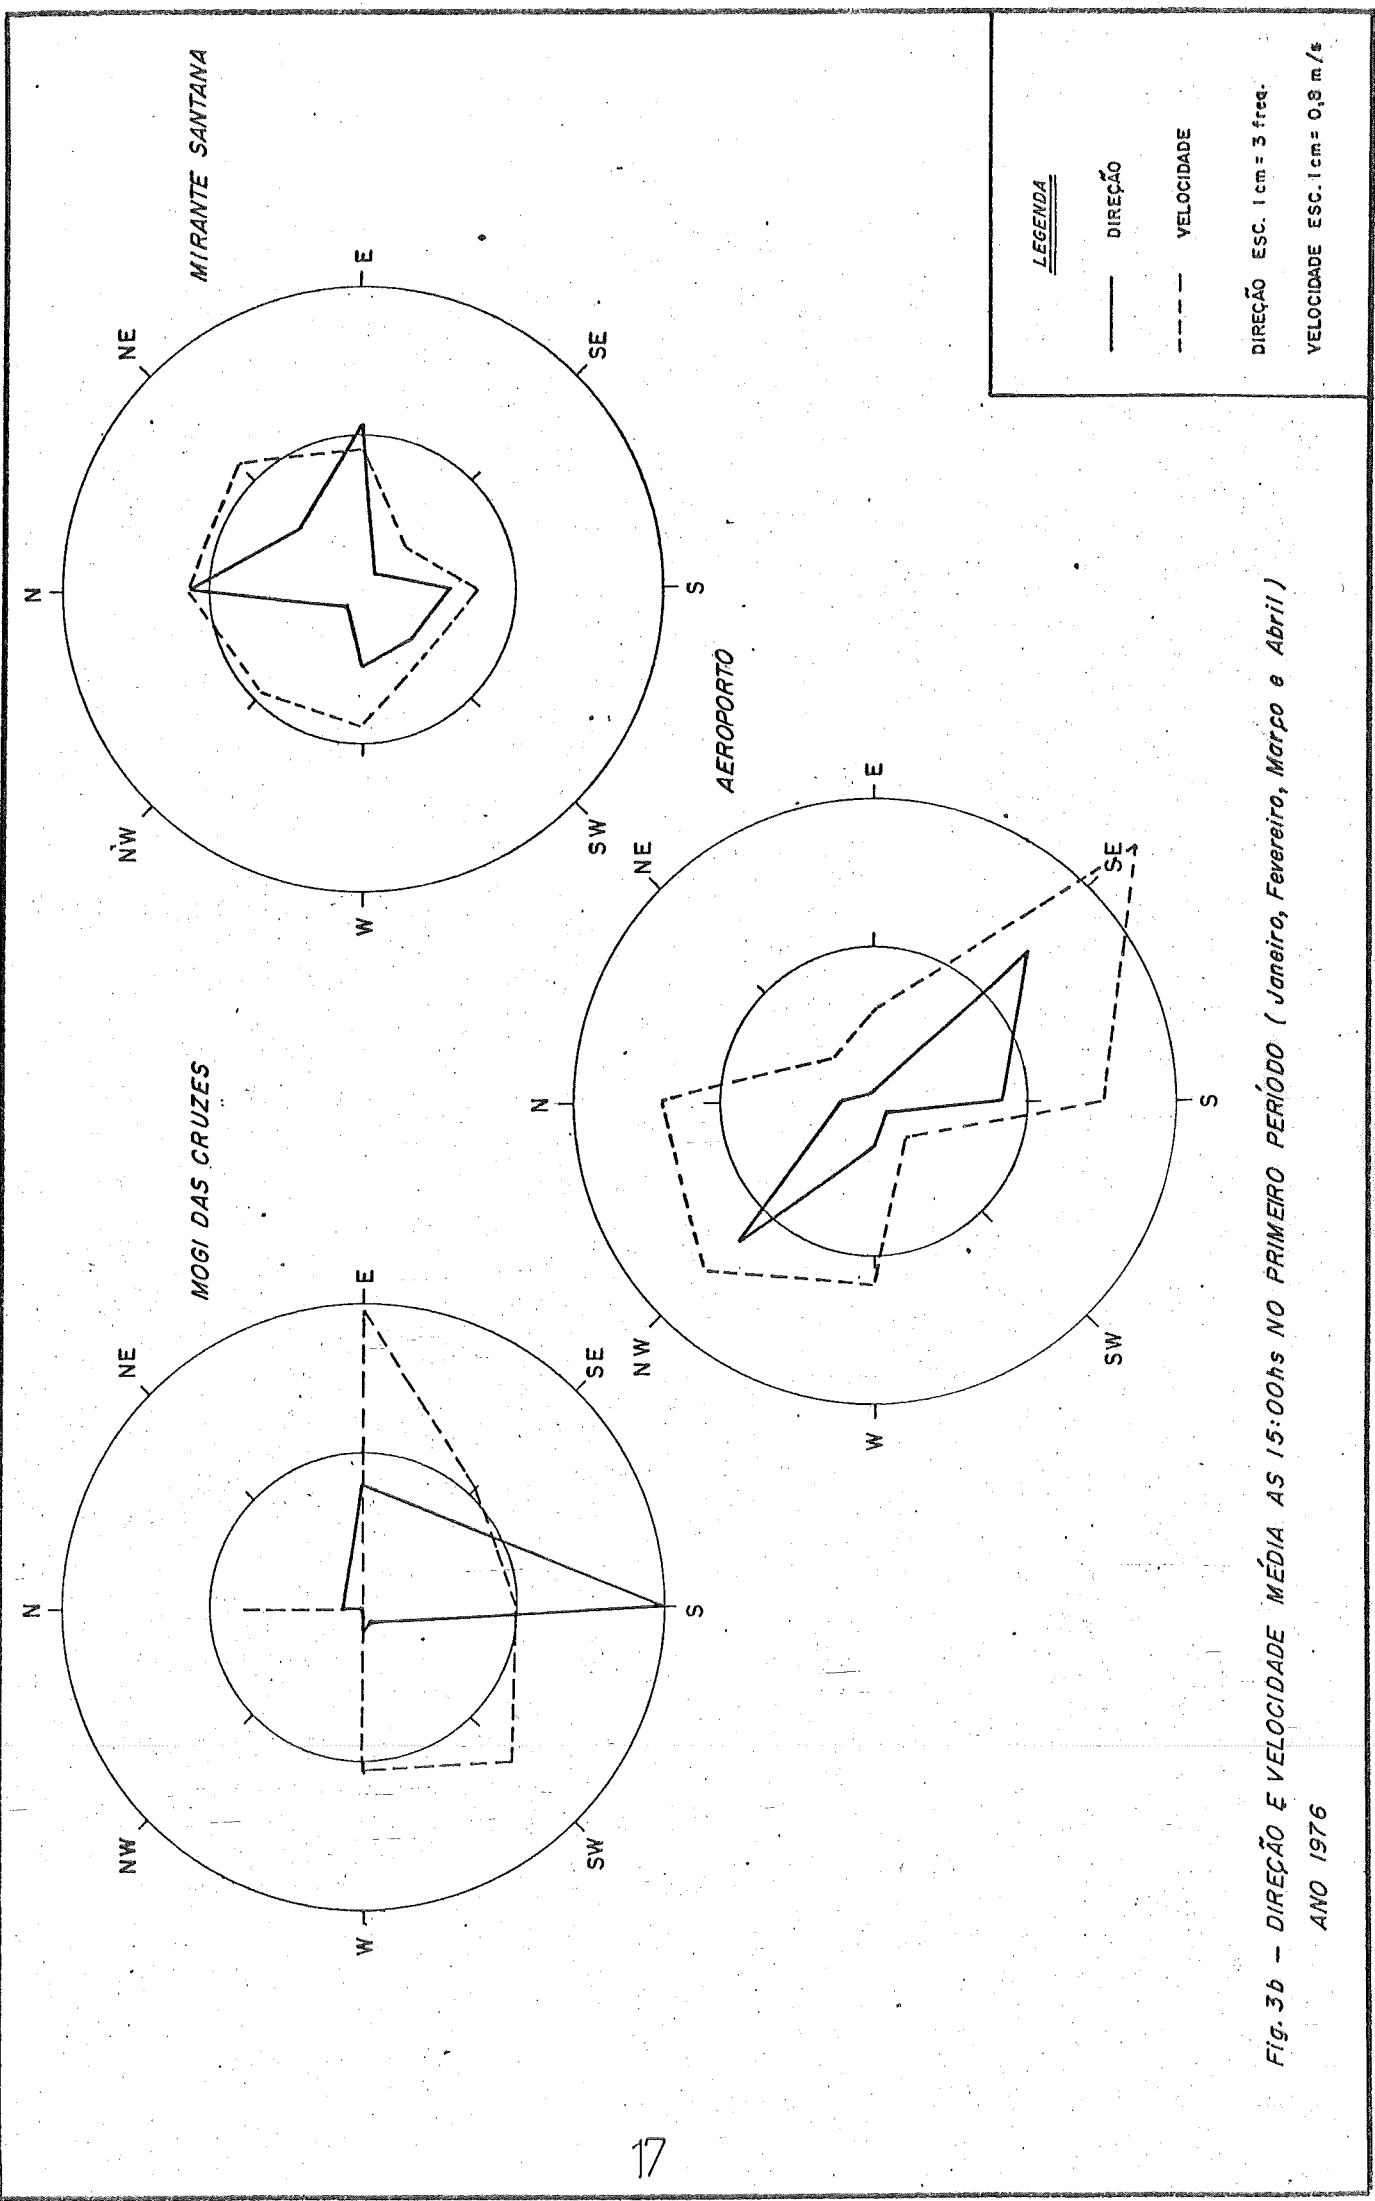 MOGI DAS CRUZES
N
NE
E
SE
S
SW
W
NW
MIRANTE SANTANA
N
NE
E
SE
S
SW
W
NW
AEROPORTO
N
NE
E
SE
S
SW
W
NW
LEGENDA
DIREÇÃO
VELOCIDADE
DIREÇÃO ESC. 1 cm = 3 freq.
VELOCIDADE ESC. 1 cm = 0,8 m/s
Fig. 3b - DIREÇÃO E VELOCIDADE MÉDIA AS 15:00hs NO PRIMEIRO PERÍODO ( Janeiro, Fevereiro, Março e Abril )
ANO 1976
17